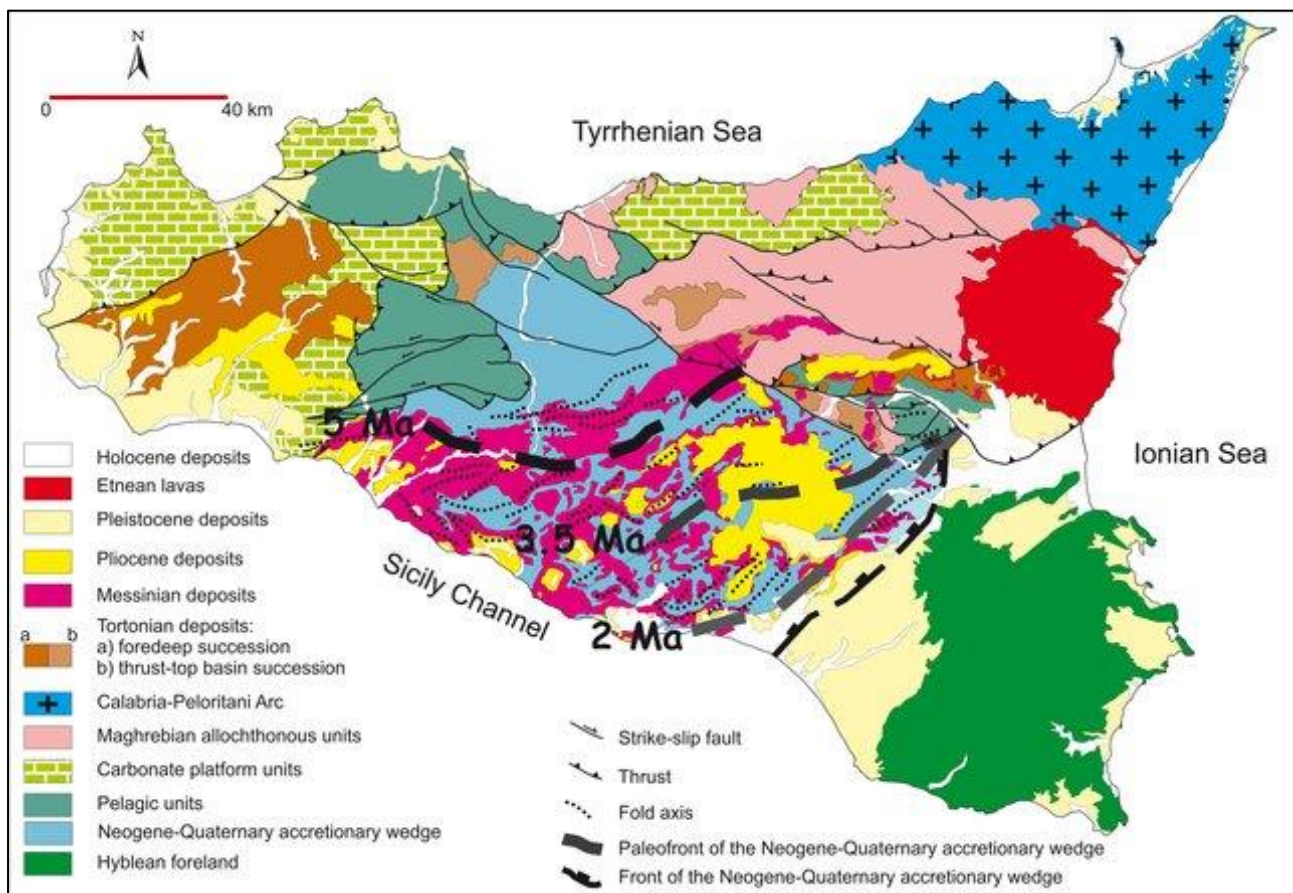 N
0 40 km
Tyrrhenian Sea
5 Ma
Ionian Sea
3.5 Ma
Sicily Channel
2 Ma
Holocene deposits
Etnean lavas
Pleistocene deposits
Pliocene deposits
Messinian deposits
a b
Tortonian deposits:
a) foredeep succession
b) thrust-top basin succession
Calabria-Peloritani Arc
Maghrebian allochthonous units
Carbonate platform units
Pelagic units
Neogene-Quaternary accretionary wedge
Hyblean foreland
Strike-slip fault
Thrust
Fold axis
Paleofront of the Neogene-Quaternary accretionary wedge
Front of the Neogene-Quaternary accretionary wedge